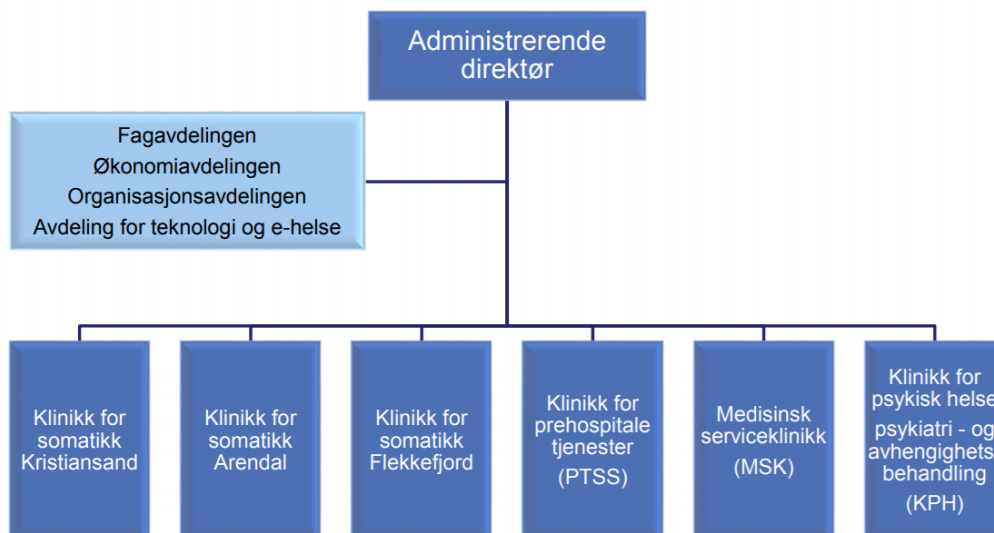 Administrerende
direktør
Fagavdelingen
Økonomiavdelingen
Organisasjonsavdelingen
Avdeling for teknologi og e-helse
Klinikk for
somatikk
Kristiansand
Klinikk for
somatikk
Arendal
Klinikk for
somatikk
Flekkefjord
Klinikk for
prehospitale
tjenester
(PTSS)
Medisinsk
serviceklinikk
(MSK)
Klinikk for
psykisk helse
psykiatri - og
avhengighets
behandling
(KPH)